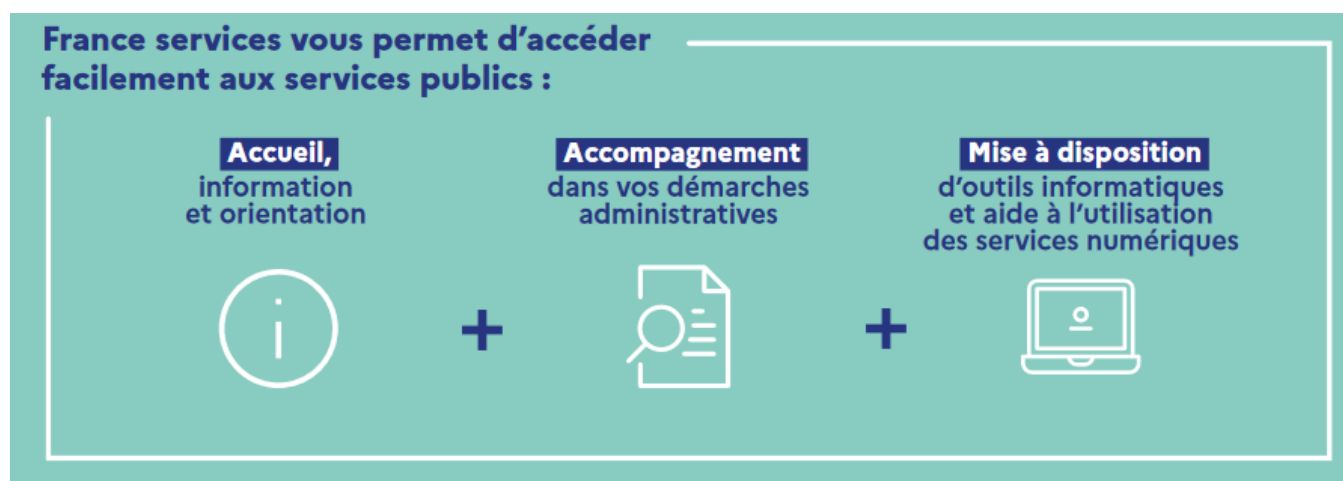 France services vous permet d’accéder
facilement aux services publics :
Accueil,
information
et orientation
Accompagnement
dans vos démarches
administratives
Mise à disposition
d’outils informatiques
et aide à l’utilisation
des services numériques